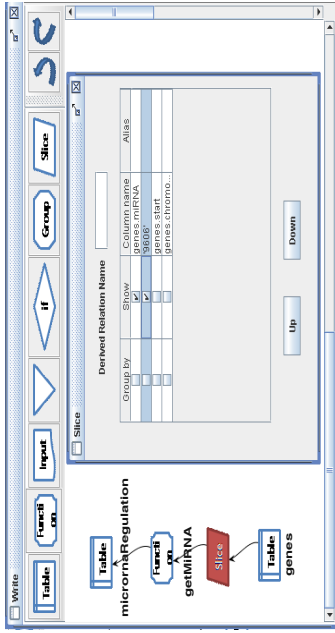 Write
Table
Functi
on
Input
if
Group
Slice
Table
micrornaRegulation
Functi
on
getMiRNA
Slice
Table
genes
Slice
Derived Relation Name
Group by Show Column name Alias
genes.miRNA
'9606'
genes.start
genes.chromo...
Up Down